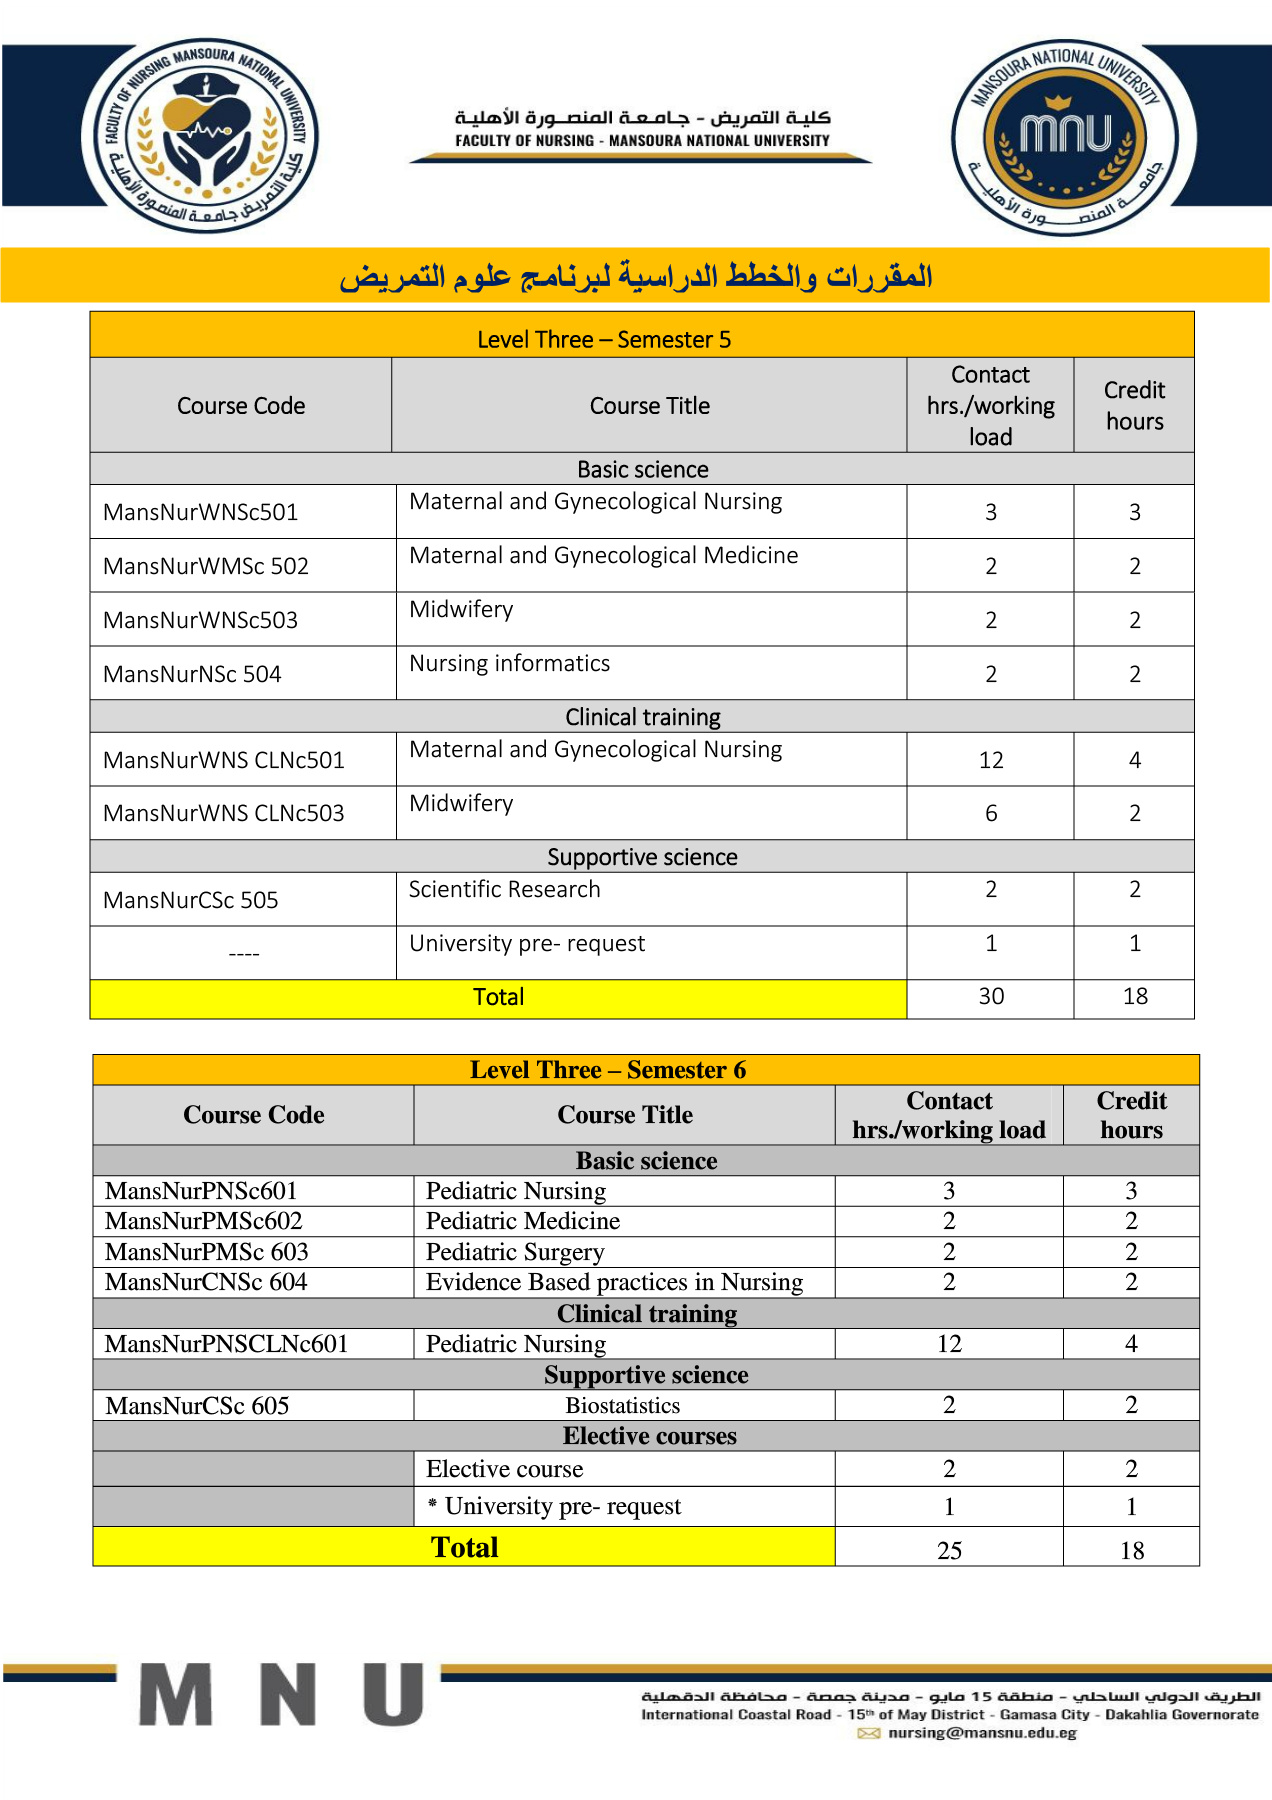 FACULTY OF NURSING MANSOURA NATIONAL UNIVERSITY
كلية التمريض جامعة المنصورة الأهلية
كلية التمريض - جامعة المنصورة الأهلية
FACULTY OF NURSING - MANSOURA NATIONAL UNIVERSITY
MANSOURA NATIONAL UNIVERSITY
mnu
جامعة المنصورة الأهلية
المقررات والخطط الدراسية لبرنامج علوم التمريض
Level Three – Semester 5
Course Code Course Title Contact hrs./working load Credit hours
Basic science
MansNurWNSc501 Maternal and Gynecological Nursing 3 3
MansNurWMSc 502 Maternal and Gynecological Medicine 2 2
MansNurWNSc503 Midwifery 2 2
MansNurNSc 504 Nursing informatics 2 2
Clinical training
MansNurWNS CLNc501 Maternal and Gynecological Nursing 12 4
MansNurWNS CLNc503 Midwifery 6 2
Supportive science
MansNurCSc 505 Scientific Research 2 2
---- University pre- request 1 1
Total 30 18
Level Three – Semester 6
Course Code Course Title Contact hrs./working load Credit hours
Basic science
MansNurPNSc601 Pediatric Nursing 3 3
MansNurPMSc602 Pediatric Medicine 2 2
MansNurPMSc 603 Pediatric Surgery 2 2
MansNurCNSc 604 Evidence Based practices in Nursing 2 2
Clinical training
MansNurPNSCLNc601 Pediatric Nursing 12 4
Supportive science
MansNurCSc 605 Biostatistics 2 2
Elective courses
Elective course 2 2
* University pre- request 1 1
Total 25 18
M N U
الطريق الدولي الساحلي - منطقة 15 مايو - مدينة جمصة - محافظة الدقهلية
International Coastal Road - 15th of May District - Gamasa City - Dakahlia Governorate
nursing@mansnu.edu.eg